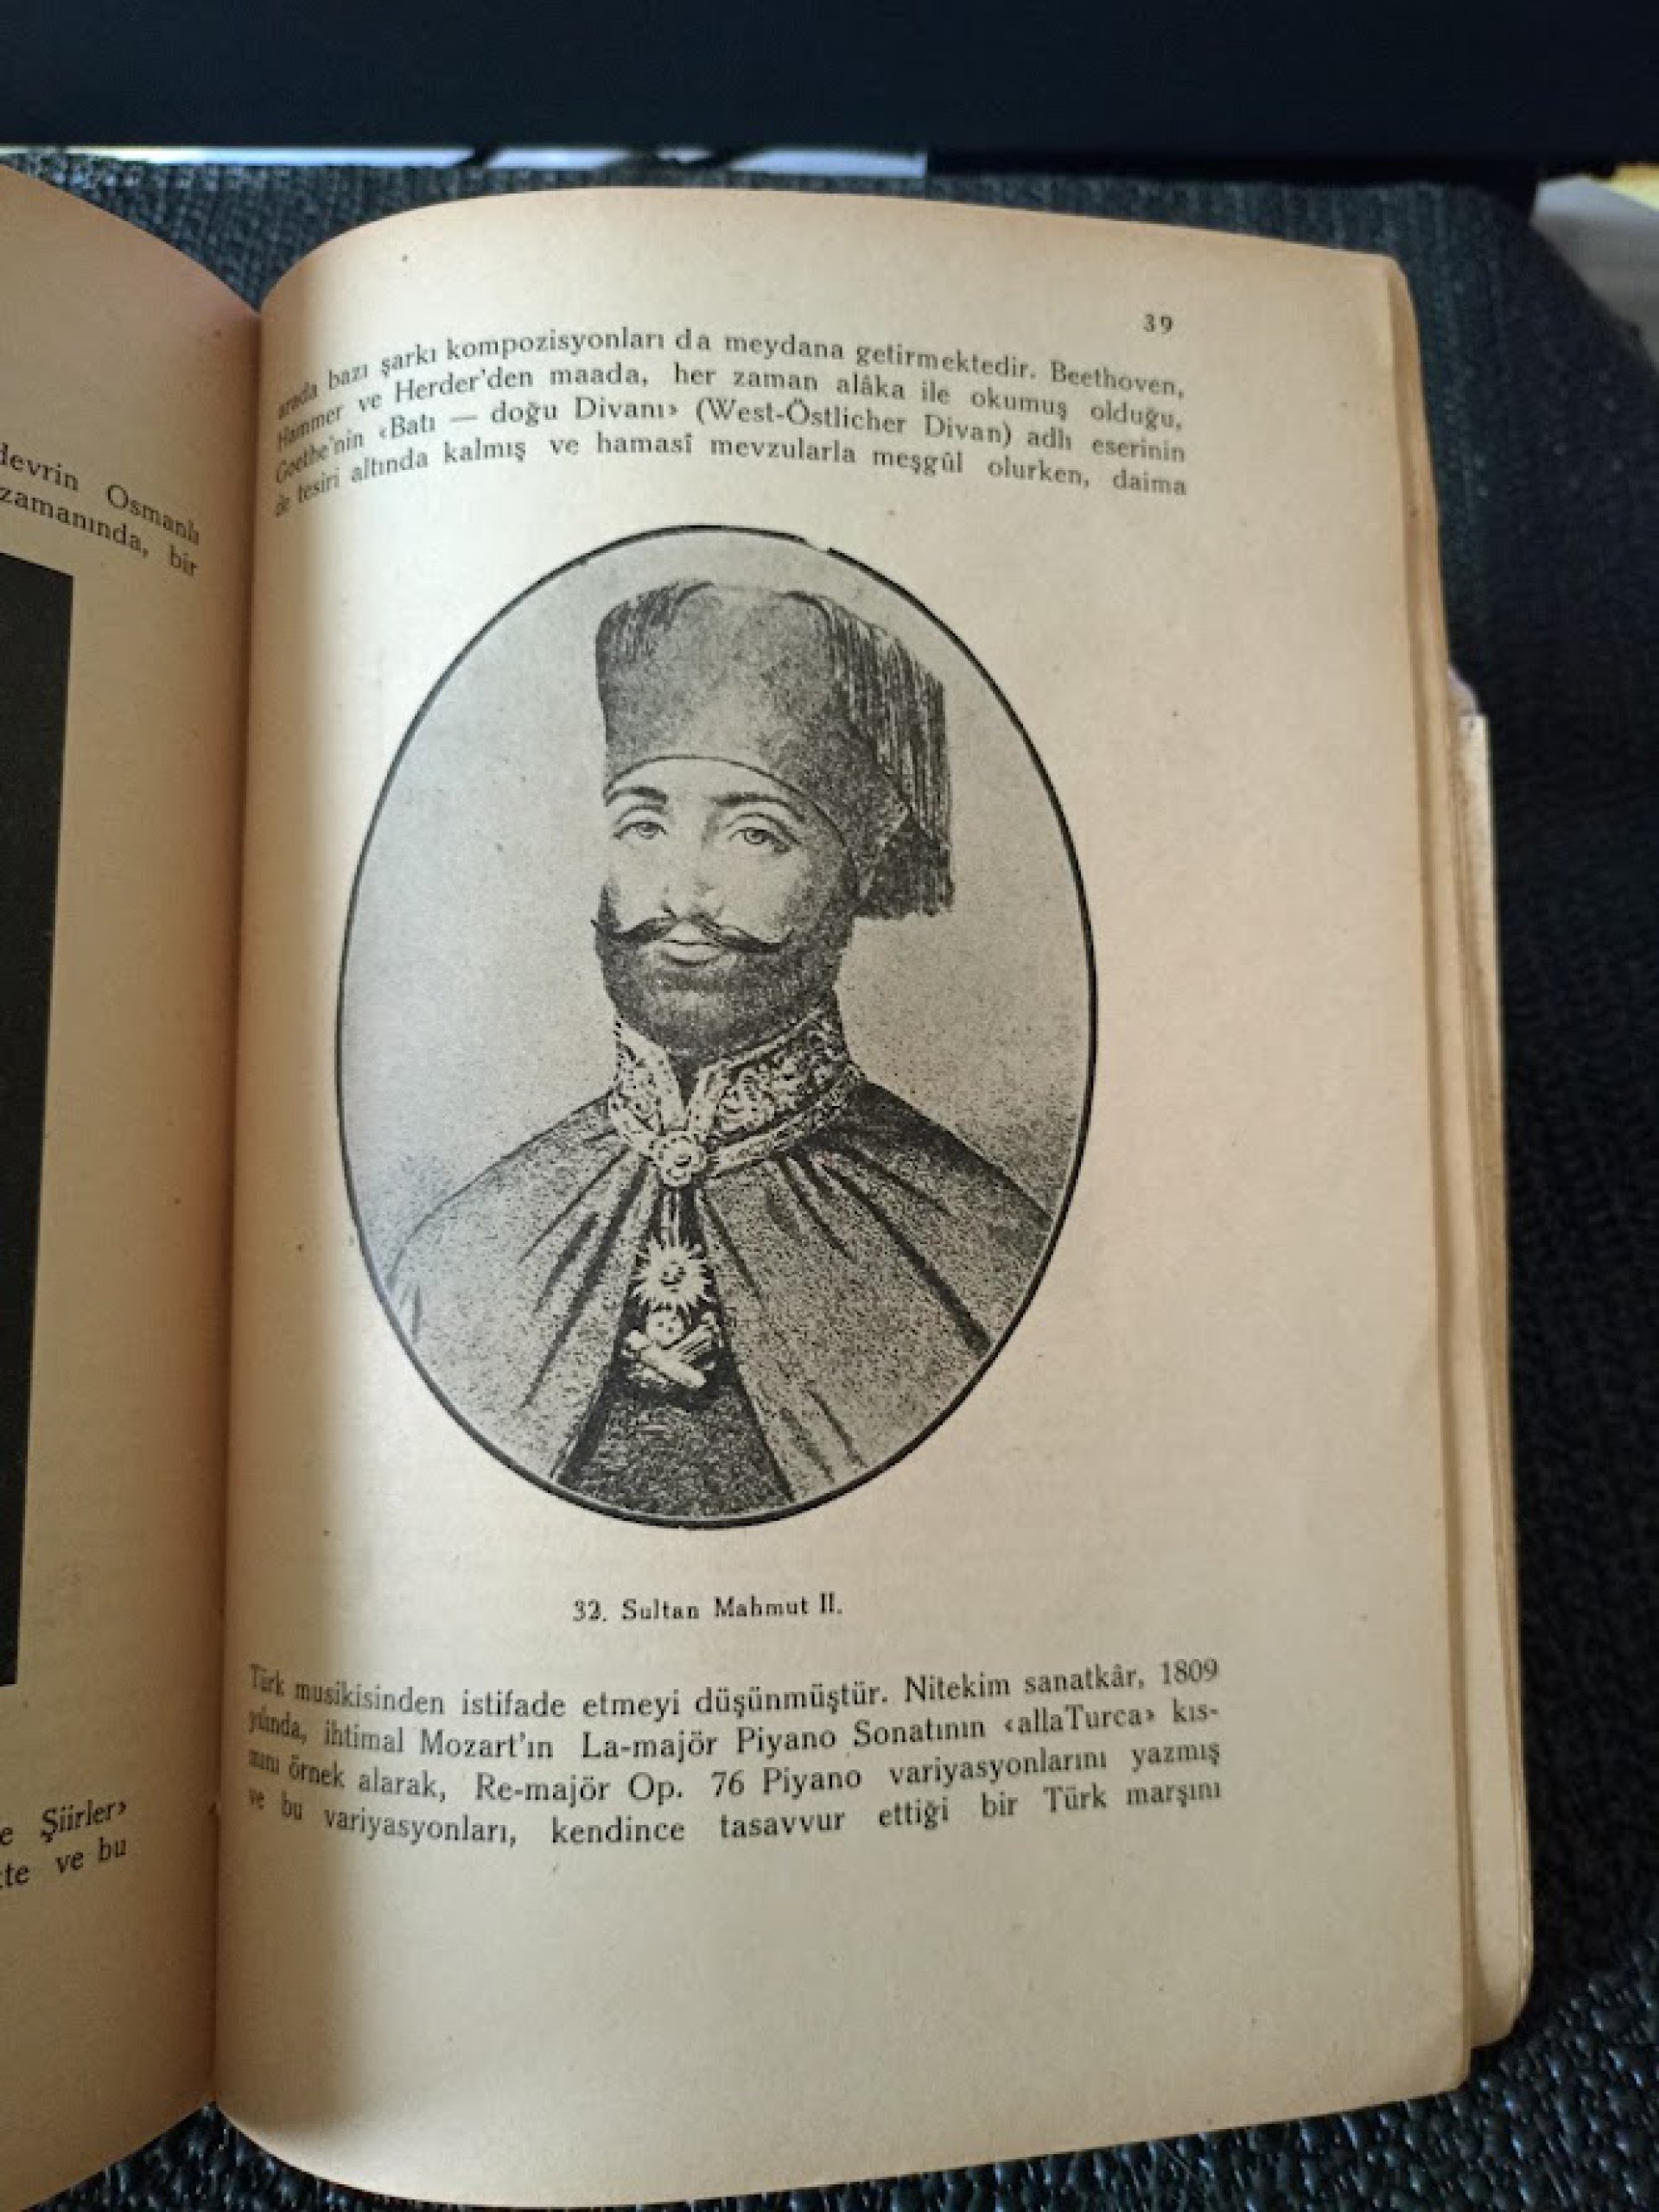 devrin Osmanlı
zamanında, bir
e Şiirler»
te ve bu
39
arada bazı şarkı kompozisyonları da meydana getirmektedir. Beethoven,
Hammer ve Herder'den maada, her zaman alâka ile okumuş olduğu,
Goethe'nin «Batı — doğu Divanı» (West-Östlicher Divan) adlı eserinin
de tesiri altında kalmış ve hamasî mevzularla meşgûl olurken, daima
32. Sultan Mahmut II.
Türk musikisinden istifade etmeyi düşünmüştür. Nitekim sanatkâr, 1809
yılında, ihtimal Mozart'ın La-majör Piyano Sonatının «allaTurca» kıs-
mını örnek alarak, Re-majör Op. 76 Piyano variyasyonlarını yazmış
ve bu variyasyonları, kendince tasavvur ettiği bir Türk marşını